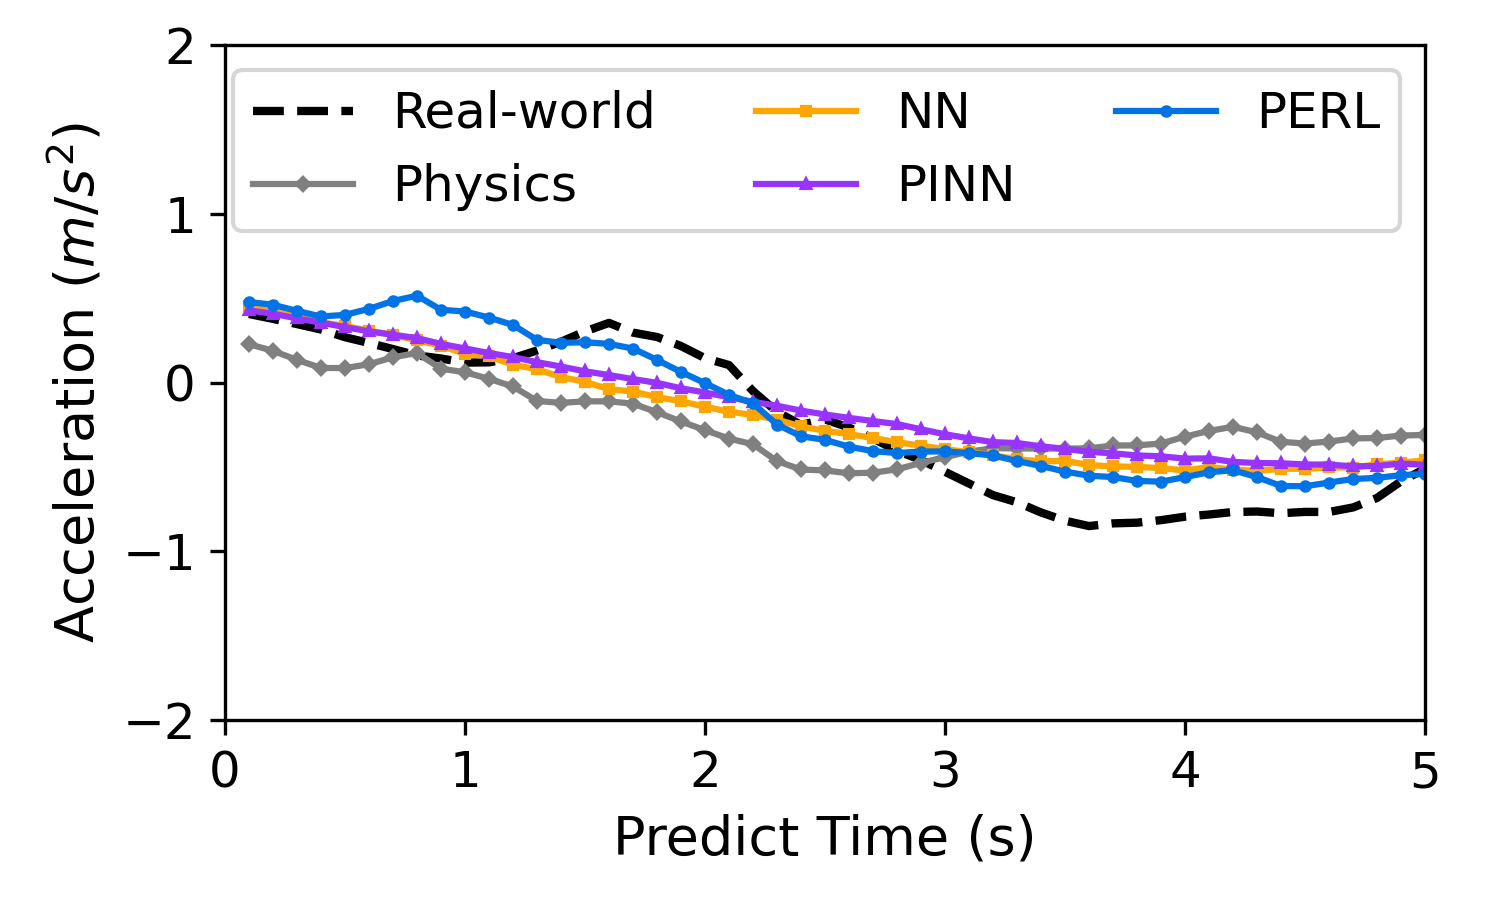 2
1
0
−1
−2
Acceleration (m/s²)
Real-world
Physics
NN
PINN
PERL
0 1 2 3 4 5
Predict Time (s)